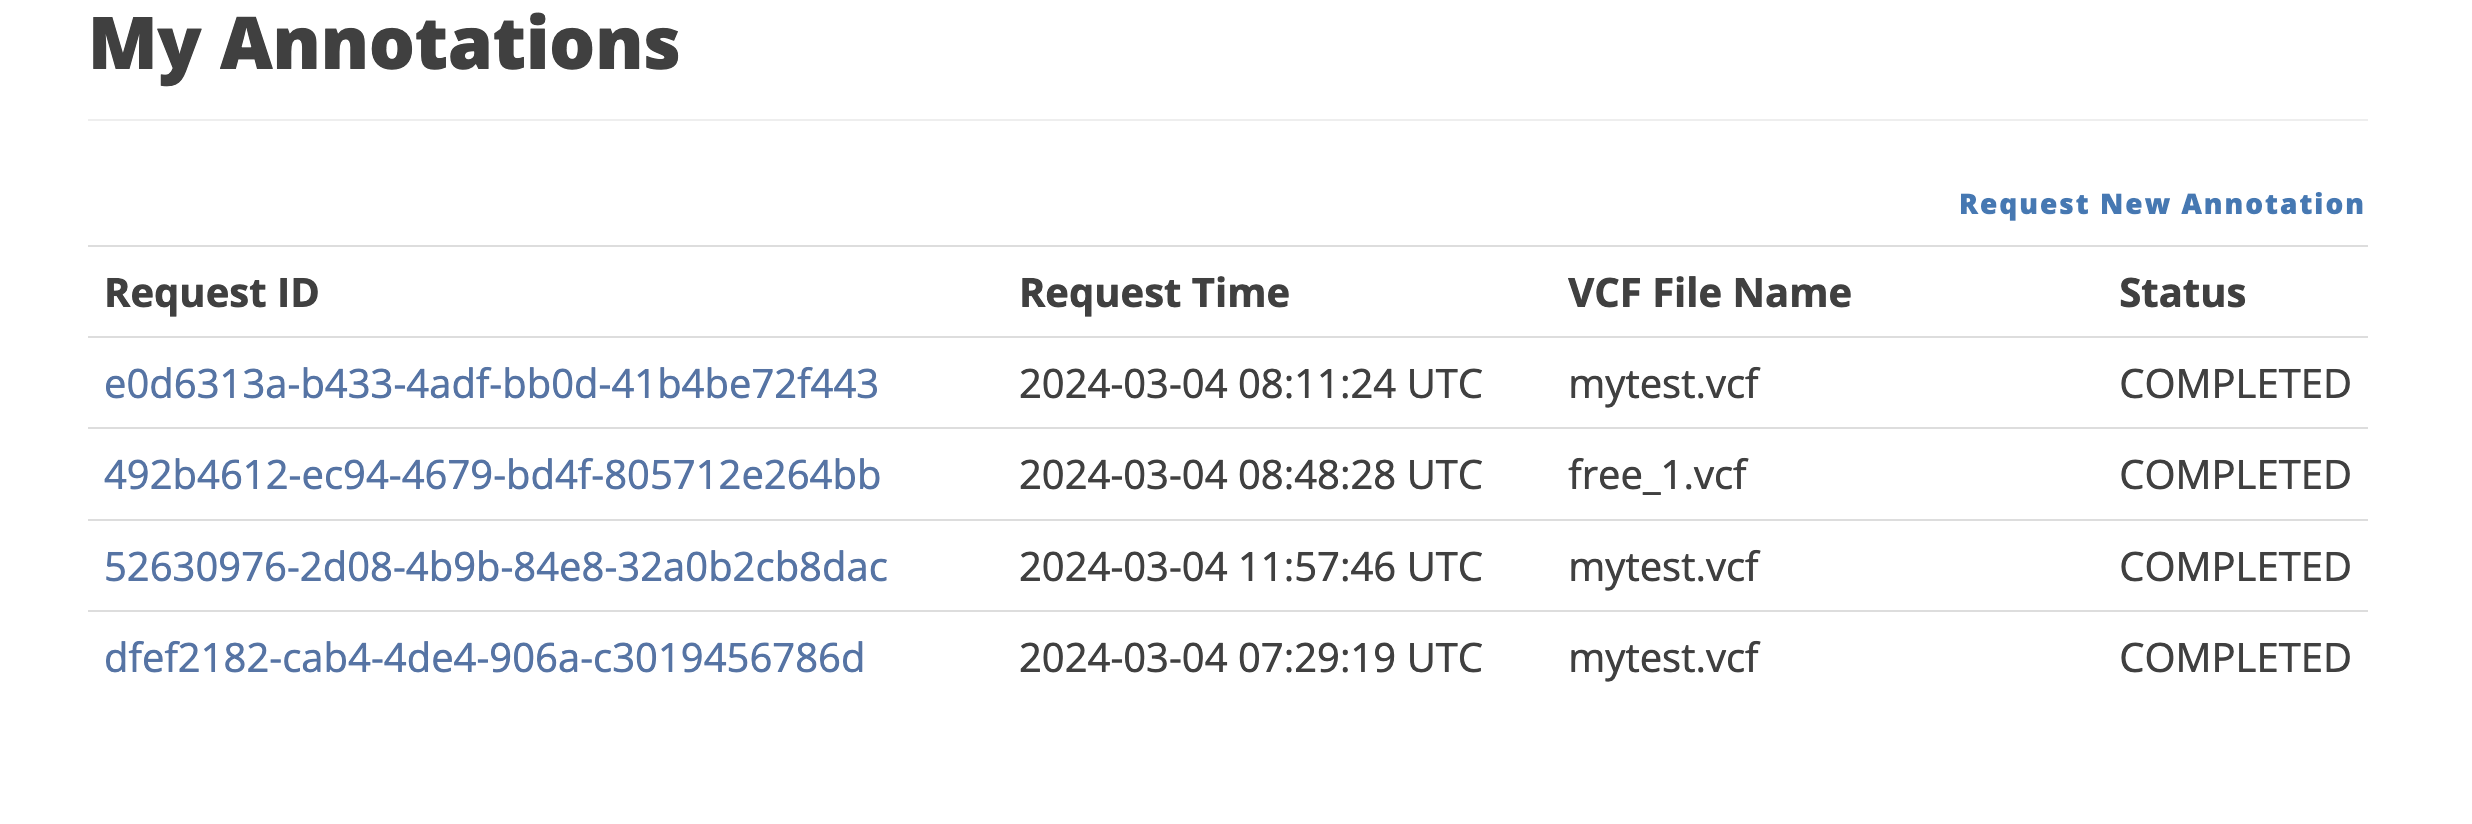 My Annotations
Request New Annotation
Request ID Request Time VCF File Name Status
e0d6313a-b433-4adf-bb0d-41b4be72f443 2024-03-04 08:11:24 UTC mytest.vcf COMPLETED
492b4612-ec94-4679-bd4f-805712e264bb 2024-03-04 08:48:28 UTC free_1.vcf COMPLETED
52630976-2d08-4b9b-84e8-32a0b2cb8dac 2024-03-04 11:57:46 UTC mytest.vcf COMPLETED
dfef2182-cab4-4de4-906a-c3019456786d 2024-03-04 07:29:19 UTC mytest.vcf COMPLETED